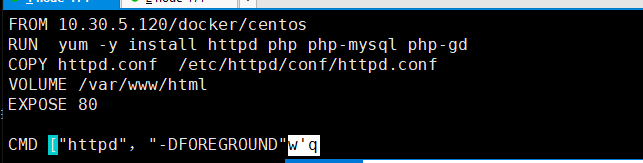 FROM 10.30.5.120/docker/centos
RUN  yum -y install httpd php php-mysql php-gd
COPY httpd.conf  /etc/httpd/conf/httpd.conf
VOLUME /var/www/html
EXPOSE 80
CMD ["httpd", "-DFOREGROUND"w'q